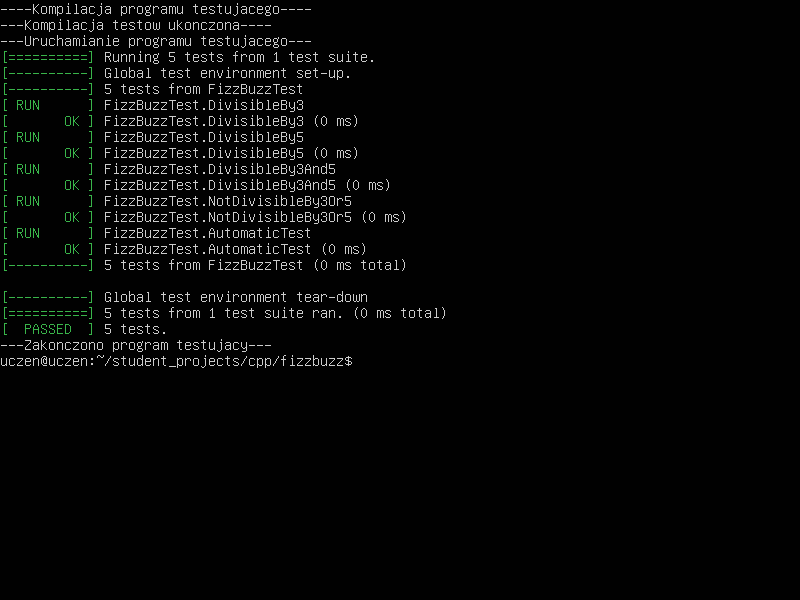 ----Kompilacja programu testujacego----
---Kompilacja testow ukonczona----
---Uruchamianie programu testujacego---
[==========] Running 5 tests from 1 test suite.
[----------] Global test environment set-up.
[----------] 5 tests from FizzBuzzTest
[ RUN      ] FizzBuzzTest.DivisibleBy3
[       OK ] FizzBuzzTest.DivisibleBy3 (0 ms)
[ RUN      ] FizzBuzzTest.DivisibleBy5
[       OK ] FizzBuzzTest.DivisibleBy5 (0 ms)
[ RUN      ] FizzBuzzTest.DivisibleBy3And5
[       OK ] FizzBuzzTest.DivisibleBy3And5 (0 ms)
[ RUN      ] FizzBuzzTest.NotDivisibleBy3Or5
[       OK ] FizzBuzzTest.NotDivisibleBy3Or5 (0 ms)
[ RUN      ] FizzBuzzTest.AutomaticTest
[       OK ] FizzBuzzTest.AutomaticTest (0 ms)
[----------] 5 tests from FizzBuzzTest (0 ms total)

[----------] Global test environment tear-down
[==========] 5 tests from 1 test suite ran. (0 ms total)
[  PASSED  ] 5 tests.
---Zakonczono program testujacy---
uczen@uczen:~/student_projects/cpp/fizzbuzz$